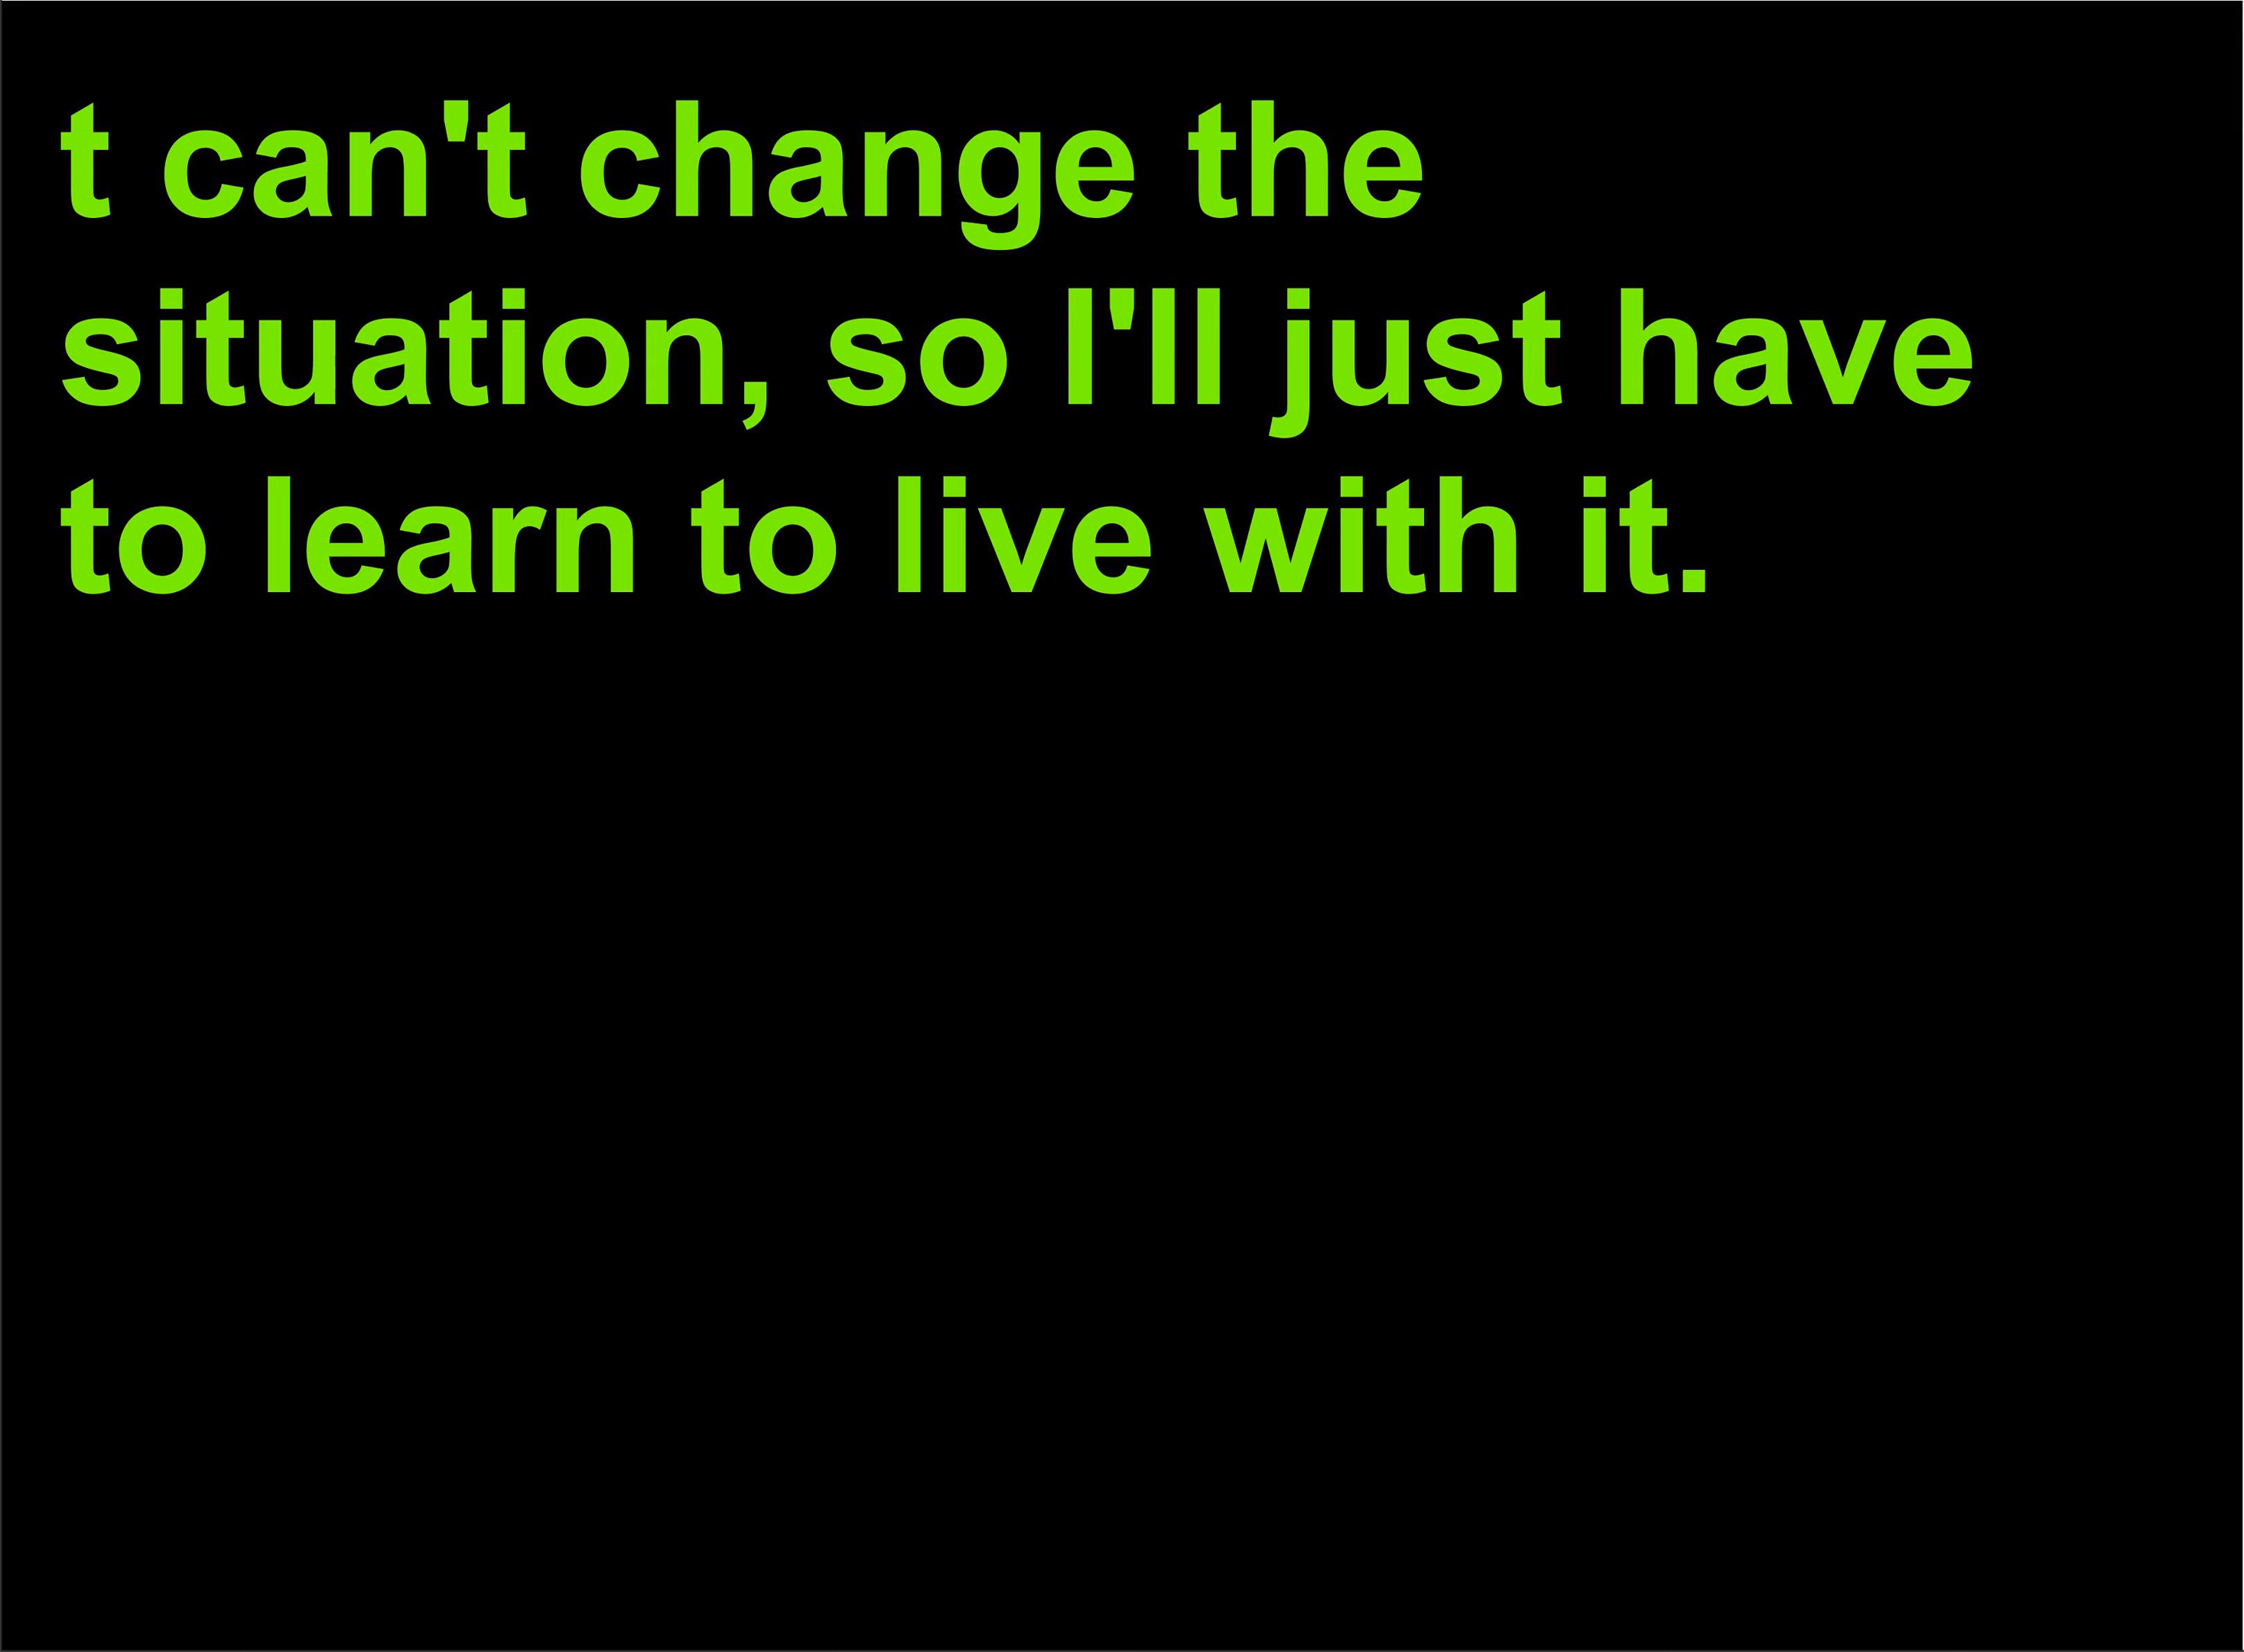 t can't change the
situation, so I'll just have
to learn to live with it.